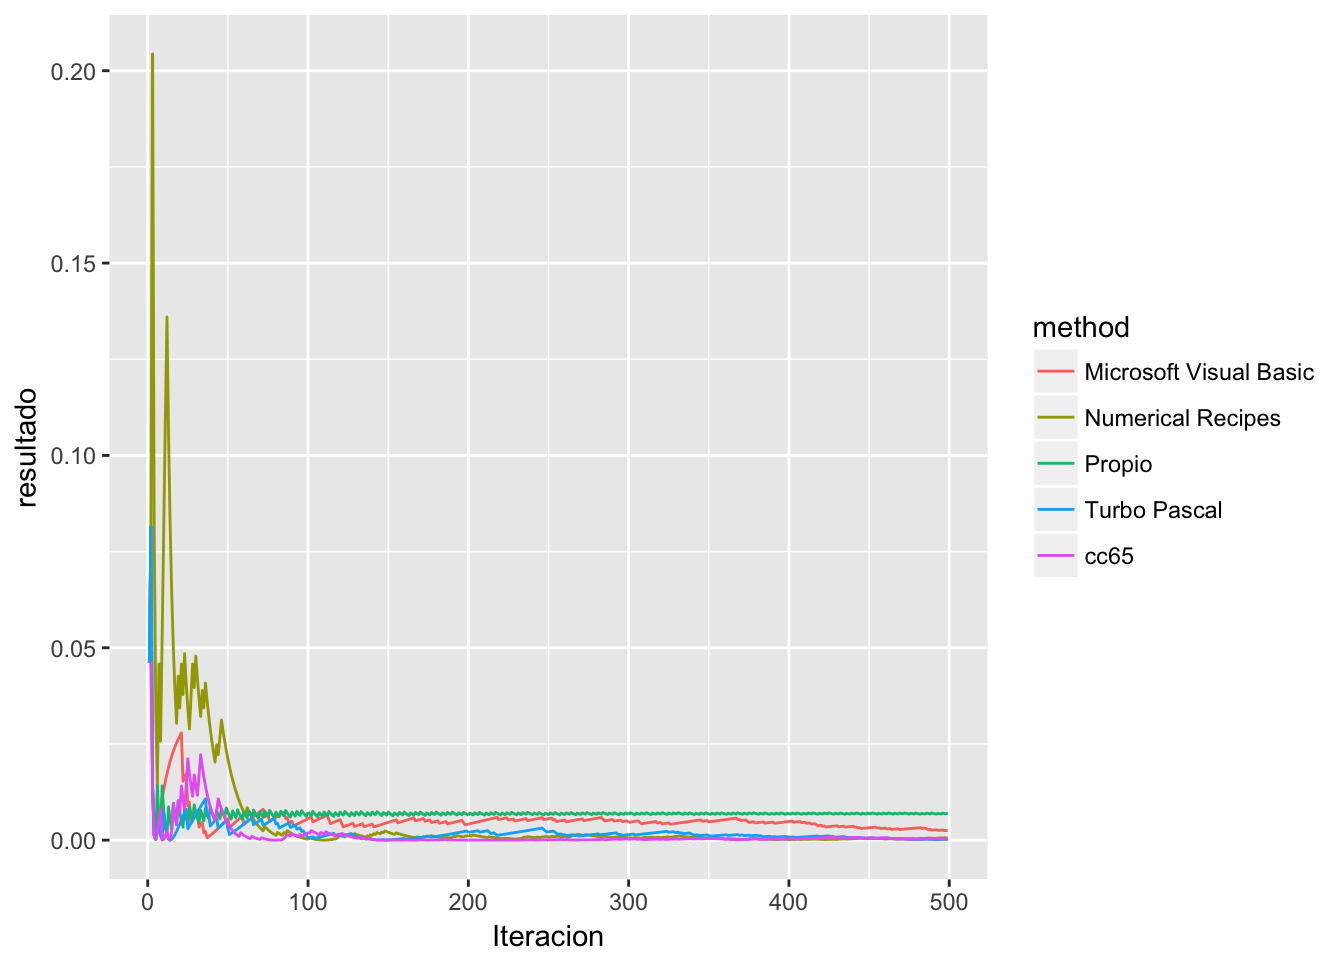 resultado
0.20
0.15
0.10
0.05
0.00
0
100
200
300
400
500
Iteracion
method
Microsoft Visual Basic
Numerical Recipes
Propio
Turbo Pascal
cc65